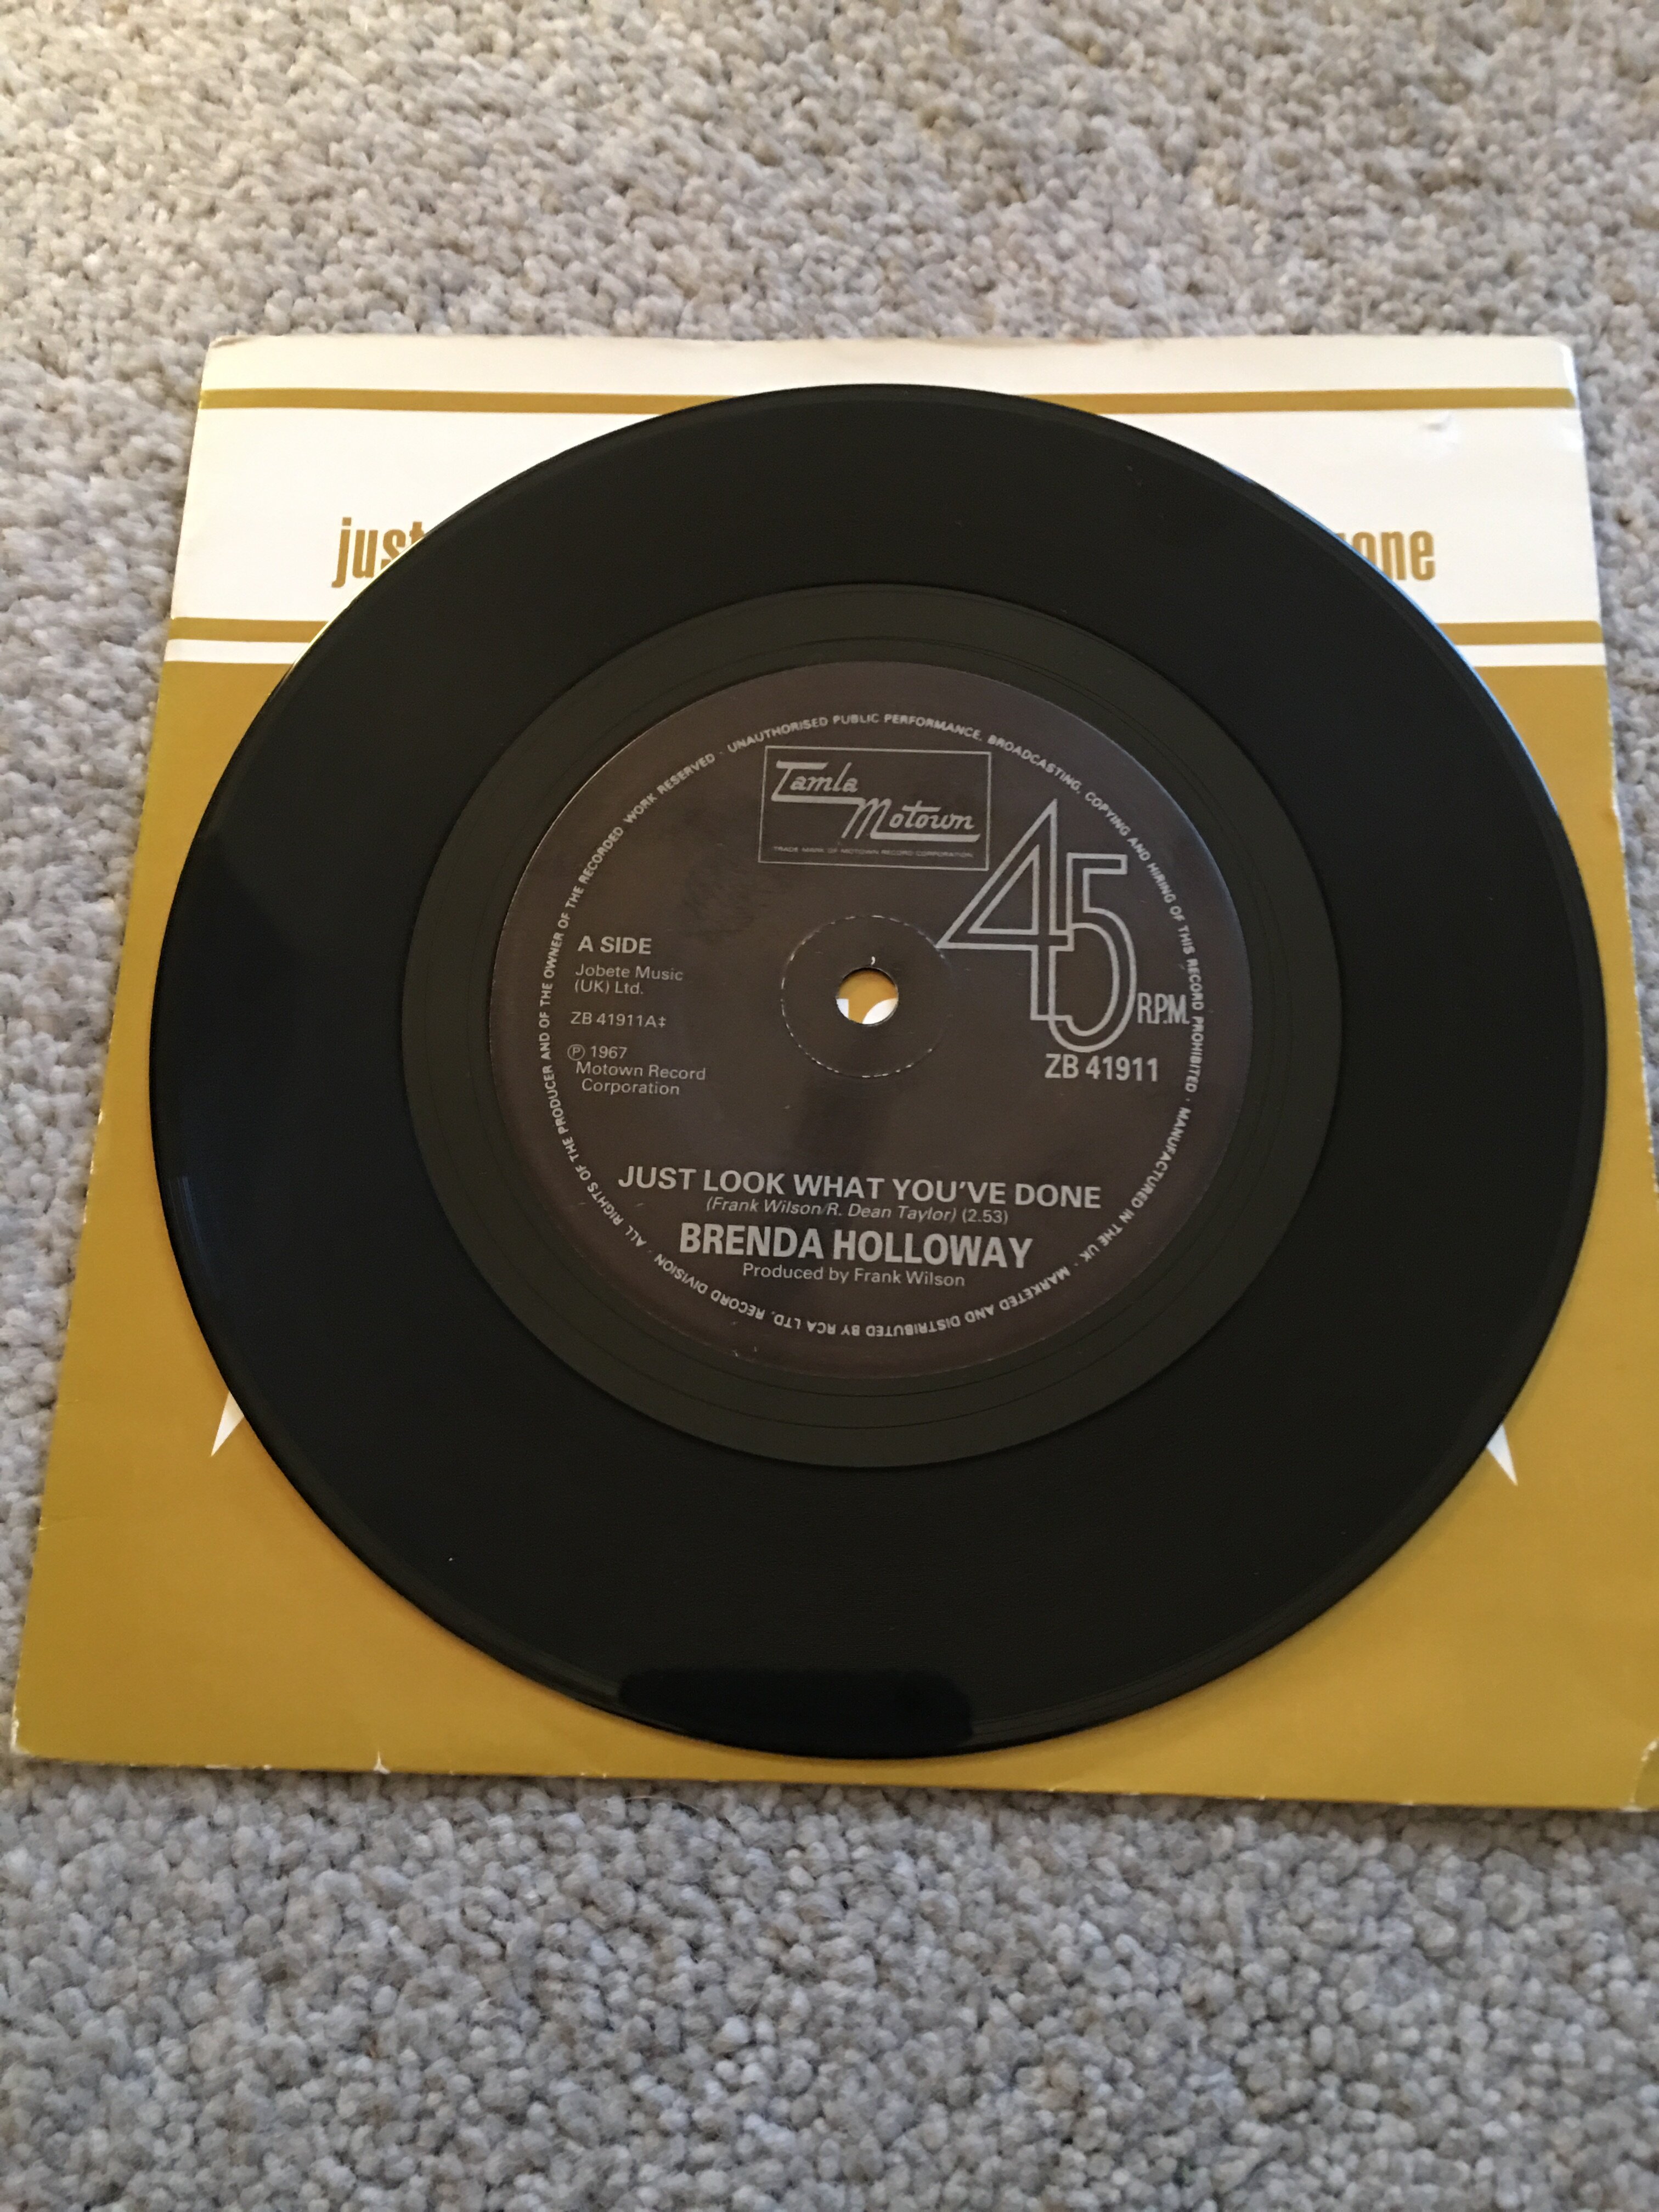 just
one
Tamla
Motown
TRADE MARK OF MOTOWN RECORD CORPORATION
45
R.P.M.
ZB 41911
A SIDE
Jobete Music
(UK) Ltd.
ZB 41911A‡
℗ 1967
Motown Record
Corporation
JUST LOOK WHAT YOU'VE DONE
(Frank Wilson/R. Dean Taylor) (2.53)
BRENDA HOLLOWAY
Produced by Frank Wilson
ALL RIGHTS OF THE PRODUCER AND OF THE OWNER OF THE RECORDED WORK RESERVED · UNAUTHORISED PUBLIC PERFORMANCE, BROADCASTING, COPYING AND HIRING OF THIS RECORD PROHIBITED · MANUFACTURED IN THE UK · MARKETED AND DISTRIBUTED BY RCA LTD, RECORD DIVISION ·